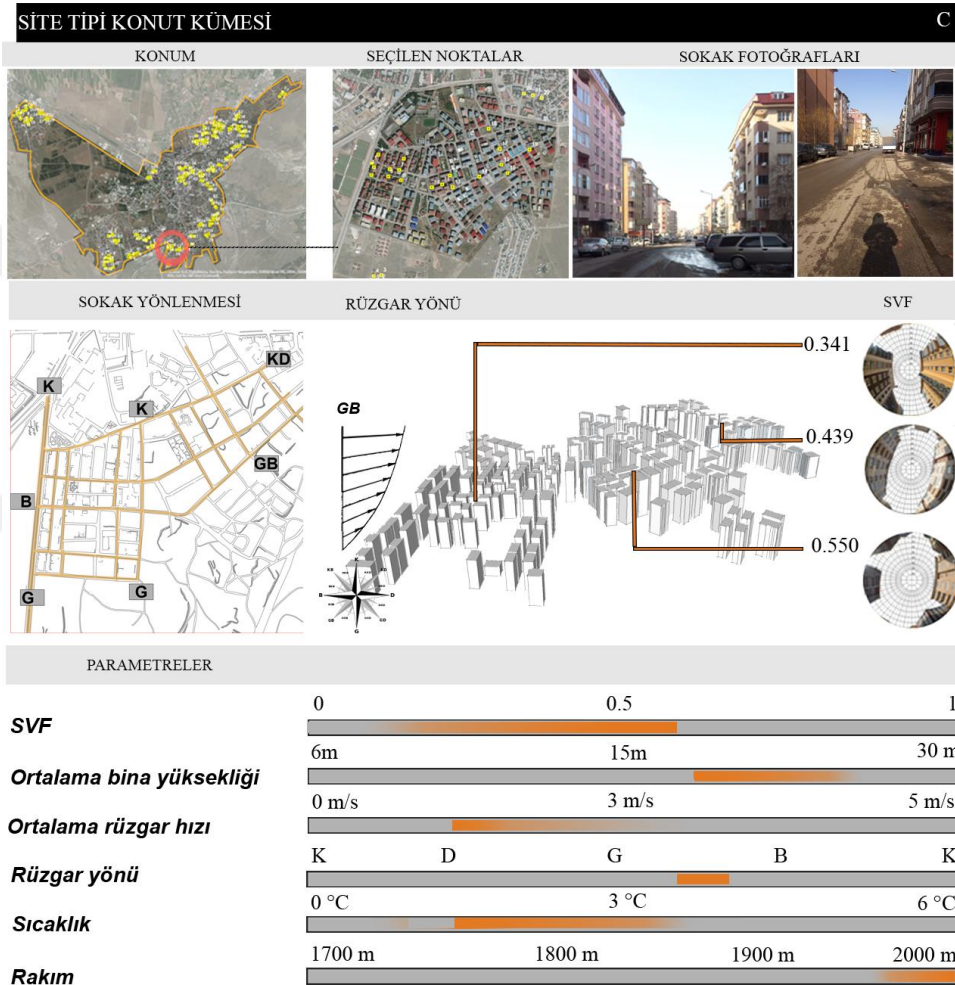 SİTE TİPİ KONUT KÜMESİ C
KONUM SEÇİLEN NOKTALAR SOKAK FOTOĞRAFLARI
SOKAK YÖNLENMESİ RÜZGAR YÖNÜ SVF
K
K
KD
GB
B
G
G
GB
0.341
0.439
0.550
K
B D
G
PARAMETRELER
0 0.5 1
SVF
6m 15m 30 m
Ortalama bina yüksekliği
0 m/s 3 m/s 5 m/s
Ortalama rüzgar hızı
K D G B K
Rüzgar yönü
0 °C 3 °C 6 °C
Sıcaklık
1700 m 1800 m 1900 m 2000 m
Rakım